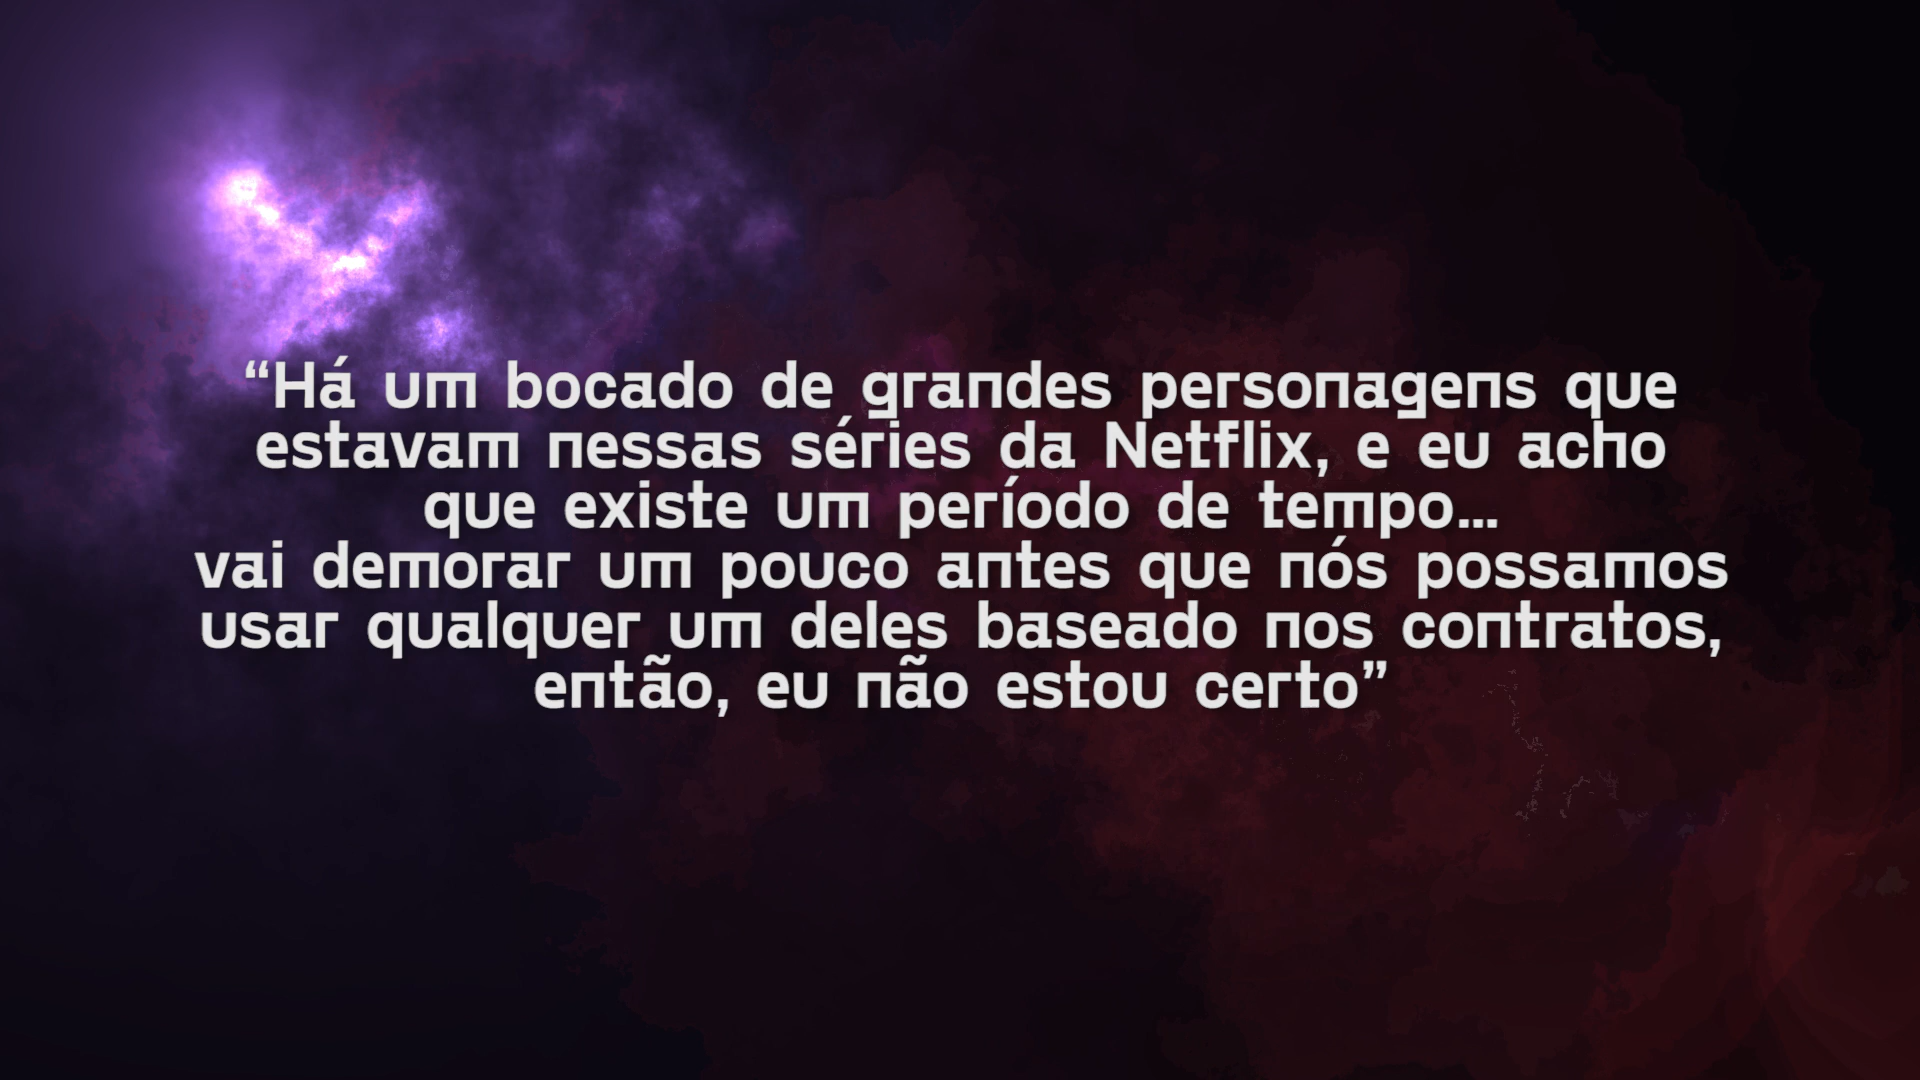 “Há um bocado de grandes personagens que
estavam nessas séries da Netflix, e eu acho
que existe um período de tempo...
vai demorar um pouco antes que nós possamos
usar qualquer um deles baseado nos contratos,
então, eu não estou certo”